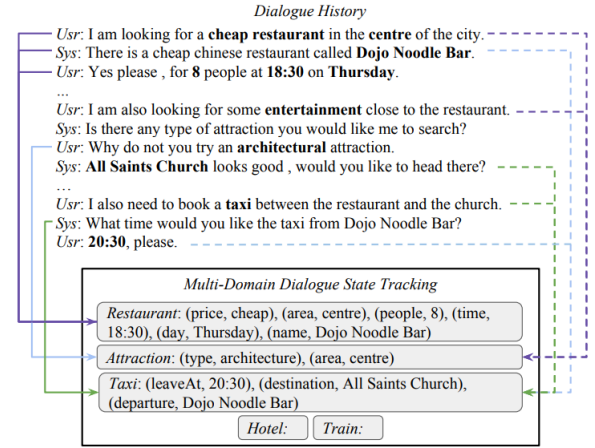 Dialogue History
Usr: I am looking for a cheap restaurant in the centre of the city.
Sys: There is a cheap chinese restaurant called Dojo Noodle Bar.
Usr: Yes please , for 8 people at 18:30 on Thursday.
...
Usr: I am also looking for some entertainment close to the restaurant.
Sys: Is there any type of attraction you would like me to search?
Usr: Why do not you try an architectural attraction.
Sys: All Saints Church looks good , would you like to head there?
...
Usr: I also need to book a taxi between the restaurant and the church.
Sys: What time would you like the taxi from Dojo Noodle Bar?
Usr: 20:30, please.
Multi-Domain Dialogue State Tracking
Restaurant: (price, cheap), (area, centre), (people, 8), (time,
18:30), (day, Thursday), (name, Dojo Noodle Bar)
Attraction: (type, architecture), (area, centre)
Taxi: (leaveAt, 20:30), (destination, All Saints Church),
(departure, Dojo Noodle Bar)
Hotel: Train: